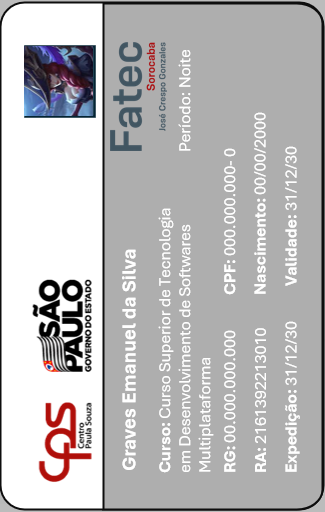 CPS
Centro
Paula Souza
SÃO
PAULO
GOVERNO DO ESTADO
Fatec
Sorocaba
José Crespo Gonzales
Graves Emanuel da Silva
Período: Noite
Curso: Curso Superior de Tecnologia
em Desenvolvimento de Softwares
Multiplataforma
RG: 00.000.000.000 CPF: 000.000.000- 0
RA: 2161392213010 Nascimento: 00/00/2000
Expedição: 31/12/30 Validade: 31/12/30